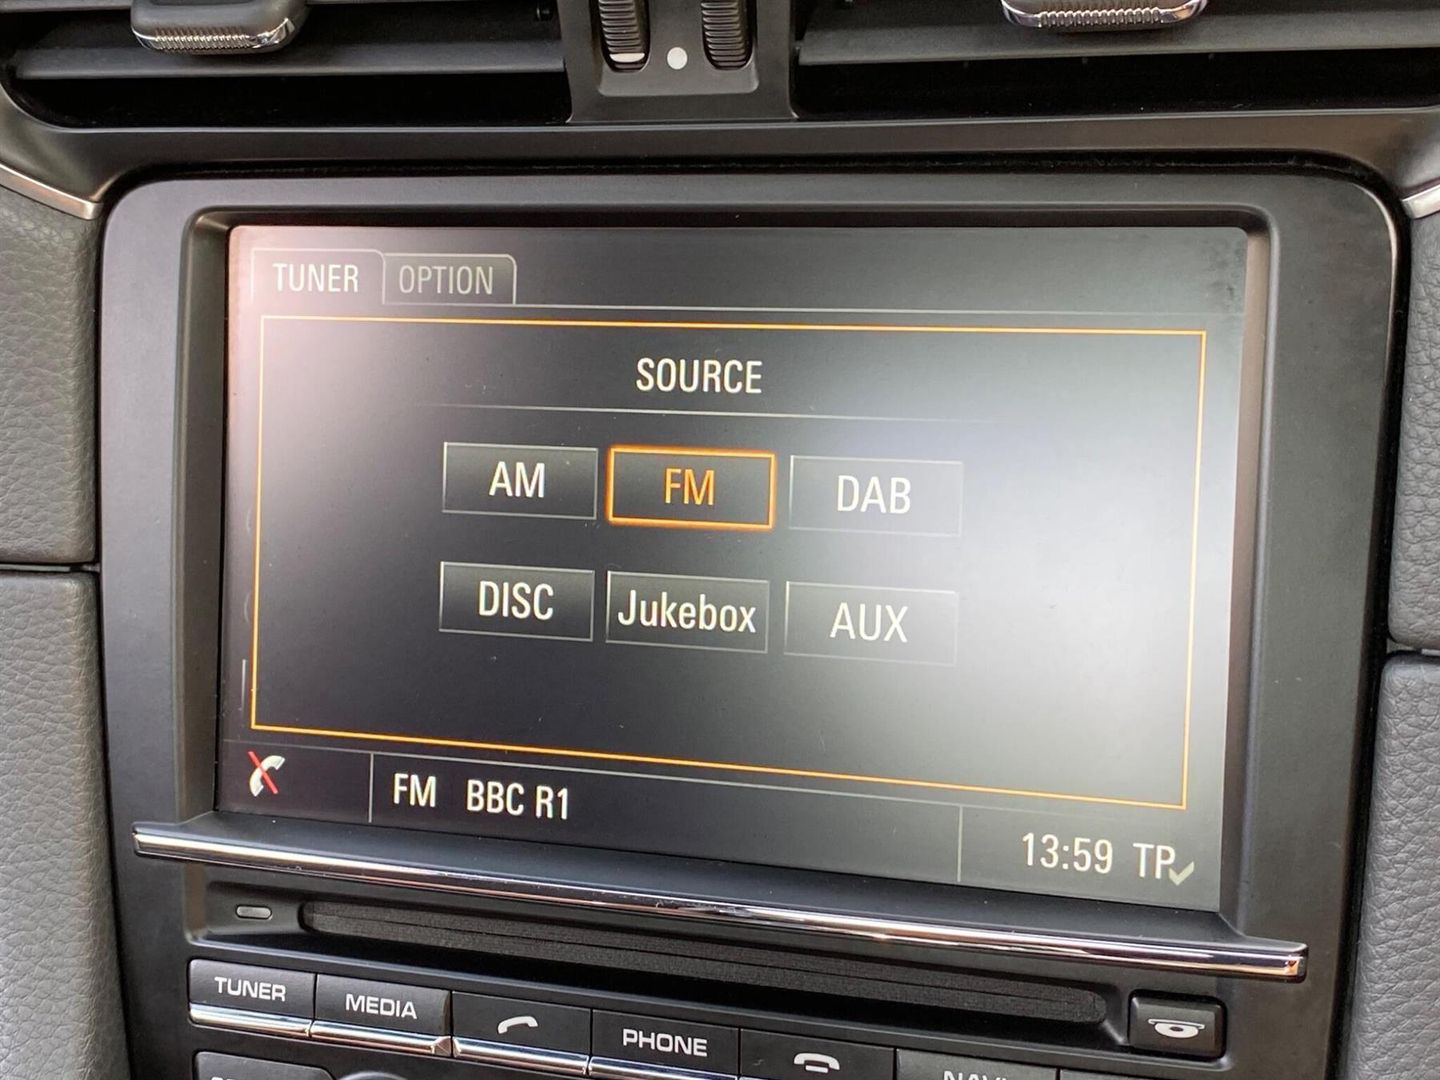 TUNER OPTION
SOURCE
AM FM DAB
DISC Jukebox AUX
FM BBC R1
13:59 TP
TUNER MEDIA PHONE